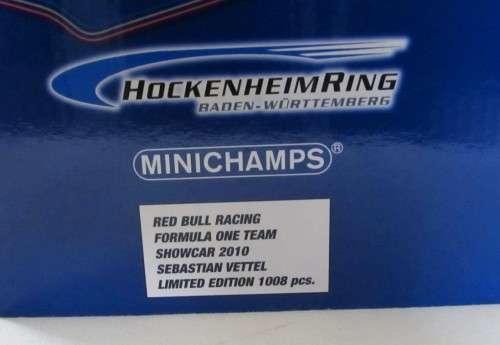 HOCKENHEIMRING
BADEN-WÜRTTEMBERG
MINICHAMPS®
RED BULL RACING
FORMULA ONE TEAM
SHOWCAR 2010
SEBASTIAN VETTEL
LIMITED EDITION 1008 pcs.